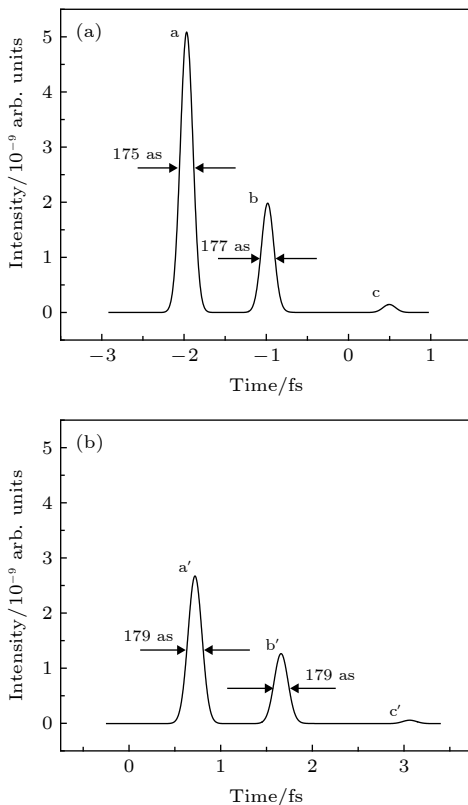 (a)
a
5
4
3
175 as
2
b
177 as
1
c
0
Intensity/10⁻⁹ arb. units
−3 −2 −1 0 1
Time/fs
(b)
5
4
3
a′
2
179 as
b′
179 as
1
c′
0
Intensity/10⁻⁹ arb. units
0 1 2 3
Time/fs